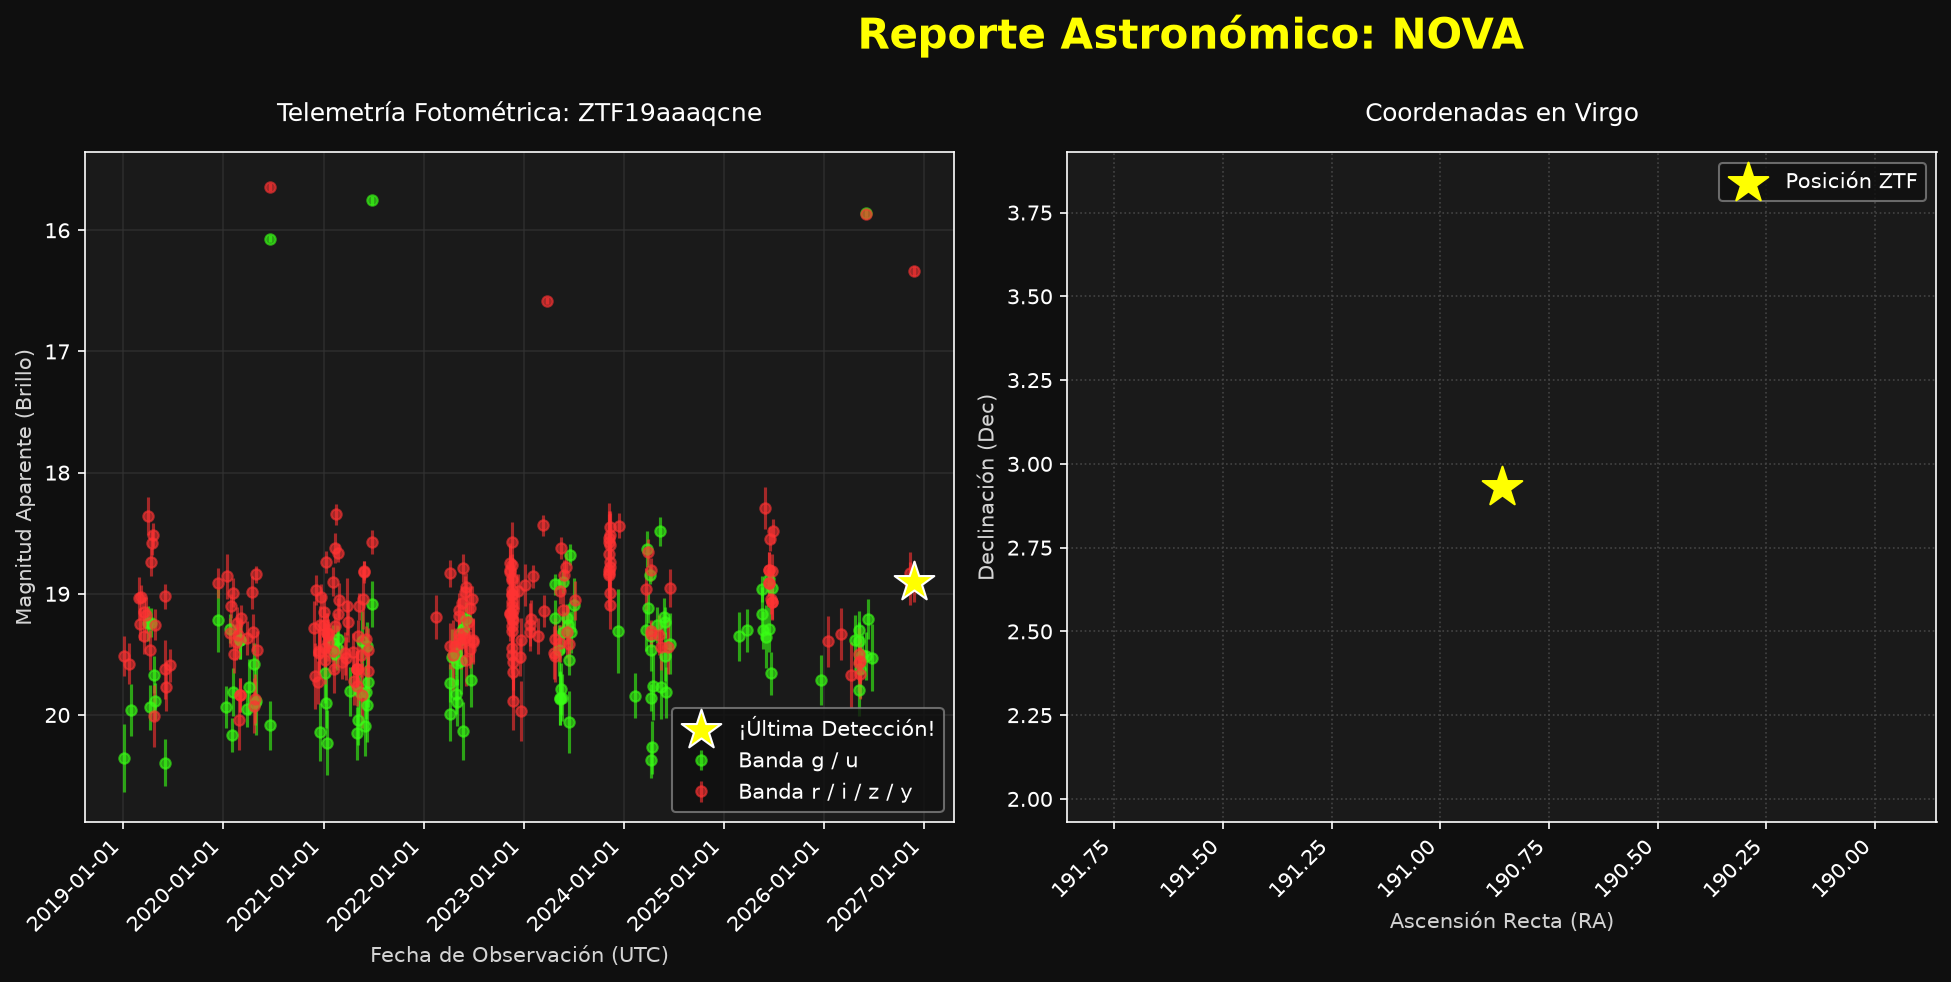 Reporte Astronómico: NOVA
Telemetría Fotométrica: ZTF19aaaqcne
Magnitud Aparente (Brillo)
16
17
18
19
20
¡Última Detección!
Banda g / u
Banda r / i / z / y
2019-01-01
2020-01-01
2021-01-01
2022-01-01
2023-01-01
2024-01-01
2025-01-01
2026-01-01
2027-01-01
Fecha de Observación (UTC)
Coordenadas en Virgo
Posición ZTF
Declinación (Dec)
3.75
3.50
3.25
3.00
2.75
2.50
2.25
2.00
191.75
191.50
191.25
191.00
190.75
190.50
190.25
190.00
Ascensión Recta (RA)